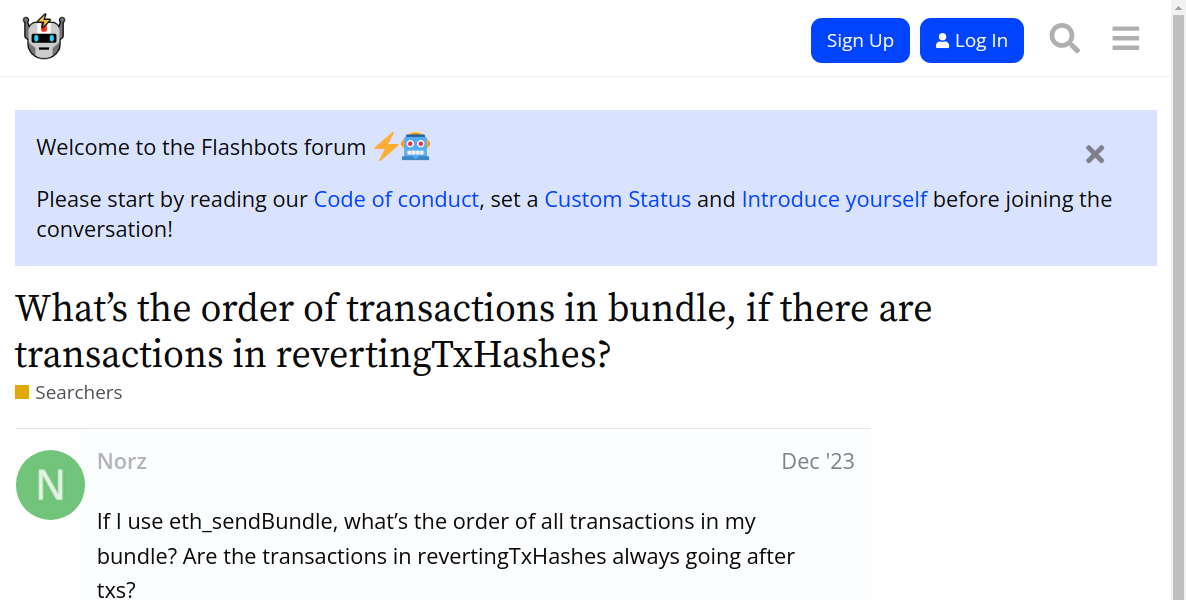 Sign Up
Log In
Welcome to the Flashbots forum
Please start by reading our Code of conduct, set a Custom Status and Introduce yourself before joining the
conversation!
What’s the order of transactions in bundle, if there are
transactions in revertingTxHashes?
Searchers
N
Norz
Dec '23
If I use eth_sendBundle, what’s the order of all transactions in my
bundle? Are the transactions in revertingTxHashes always going after
txs?